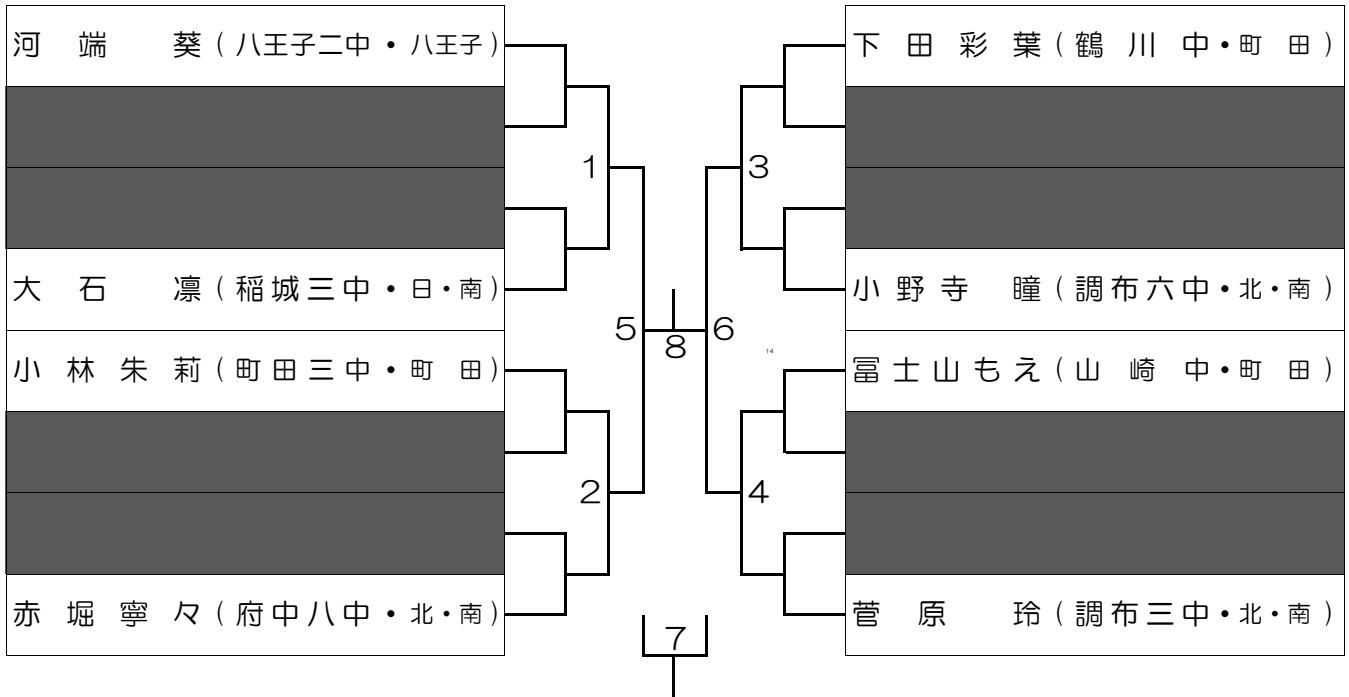 河端 葵（八王子二中・八王子）
大石 凛（稲城三中・日・南）
小林朱莉（町田三中・町田）
赤堀寧々（府中八中・北・南）
1
2
5
8
14
7
6
3
4
下田彩葉（鶴川中・町田）
小野寺 瞳（調布六中・北・南）
冨士山もえ（山崎中・町田）
菅原 玲（調布三中・北・南）